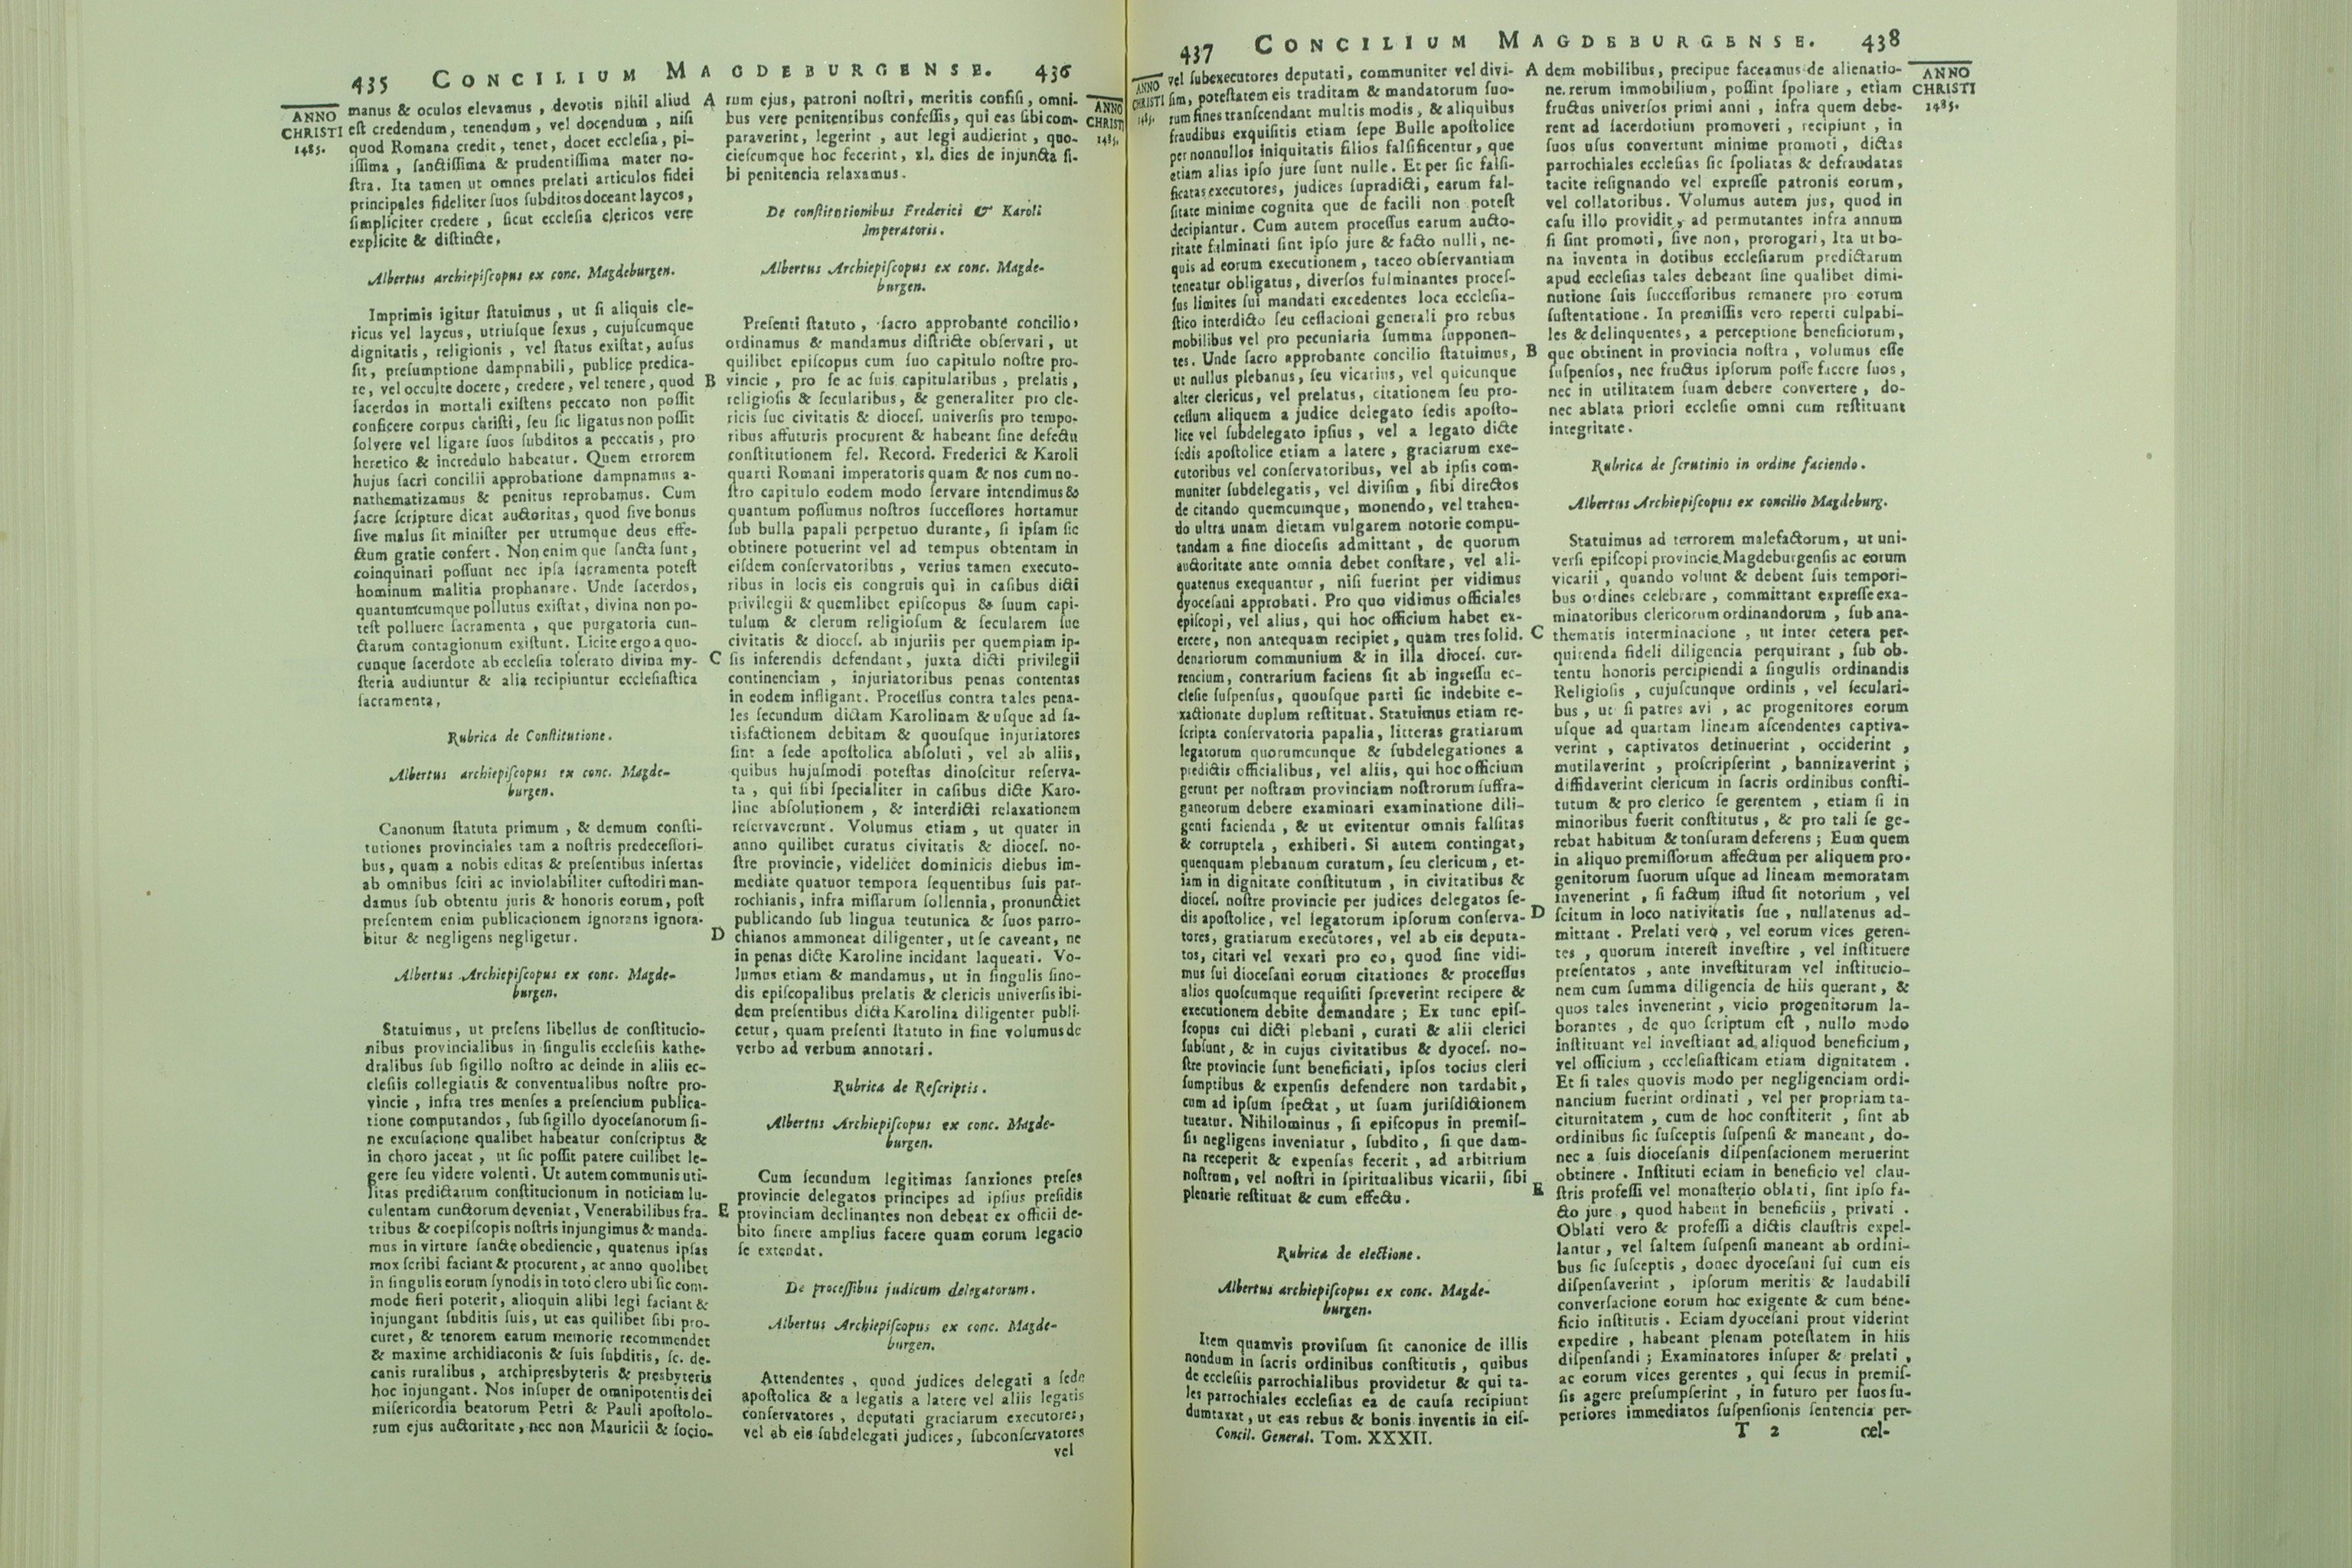 435 CONCILIUM MAGDEBURGENSE. 436
ANNO
CHRISTI
1485.
manus & oculos elevamus , devotis nihil aliud
est credendum, tenendum, vel docendum , nisi
quod Romana credit, tenet, docet ecclesia, pi-
issima , sanctissima & prudentissima mater no-
stra. Ita tamen ut omnes prelati articulos fidei
principales fideliter suos subditos doceant laycos,
simpliciter credere , sicut ecclesia clericos vere
explicite & distincte,
Albertus archiepiscopus ex conc. Magdeburgen.
Imprimis igitur statuimus , ut si aliquis cle-
ricus vel laycus, utriusque sexus , cujuscumque
dignitatis, religionis , vel status existat, ausus
sit, presumptione dampnabili, publice predica-
re, vel occulte docere, credere, vel tenere, quod
sacerdos in mortali existens peccato non possit
conficere corpus christi, seu sic ligatus non possit
solvere vel ligare suos subditos a peccatis , pro
heretico & incredulo habeatur. Quem errorem
hujus sacri concilii approbatione dampnamus a-
nathematizamus & penitus reprobamus. Cum
sacre scripture dicat auctoritas, quod sive bonus
sive malus sit minister per utrumque deus effe-
ctum gratie confert. Non enim que sancta sunt,
coinquinari possunt nec ipsa sacramenta potest
hominum malitia prophanare. Unde sacerdos,
quantumcumque pollutus existat, divina non po-
test polluere sacramenta , que purgatoria cun-
ctarum contagionum existunt. Licite ergo a quo-
cunque sacerdote ab ecclesia tolerato divina my-
steria audiuntur & alia recipiuntur ecclesiastica
sacramenta,
Rubrica de Constitutione.
Albertus archiepiscopus ex conc. Magde-
burgen.
Canonum statuta primum , & demum consti-
tutiones provinciales tam a nostris predecessori-
bus, quam a nobis editas & presentibus insertas
ab omnibus sciri ac inviolabiliter custodiri man-
damus sub obtentu juris & honoris eorum, post
presentem enim publicacionem ignorans ignora-
bitur & negligens negligetur.
Albertus Archiepiscopus ex conc. Magde-
burgen.
Statuimus, ut presens libellus de constitucio-
nibus provincialibus in singulis ecclesiis kathe-
dralibus sub sigillo nostro ac deinde in aliis ec-
clesiis collegiatis & conventualibus nostre pro-
vincie , infra tres menses a presencium publica-
tione computandos, sub sigillo dyocesanorum si-
ne excusacione qualibet habeatur conscriptus &
in choro jaceat , ut sic possit patere cuilibet le-
gere seu videre volenti. Ut autem communis uti-
litas predictarum constitucionum in noticiam lu-
culentam cunctorum deveniat, Venerabilibus fra-
tribus & coepiscopis nostris injungimus & manda-
mus in virture sancte obediencie, quatenus ipsas
mox scribi faciant & procurent, ac anno quolibet
in singulis eorum synodis in toto clero ubi sic com-
mode fieri poterit, alioquin alibi legi faciant &
injungant subditis suis, ut eas quilibet sibi pro-
curet, & tenorem earum memorie recommendet
& maxime archidiaconis & suis subditis, sc. de-
canis ruralibus , archipresbyteris & presbyteris
hoc injungant. Nos insuper de omnipotentis dei
misericordia beatorum Petri & Pauli apostolo-
rum ejus auctoritate, nec non Mauricii & socio-
A
B
C
D
E
rum ejus, patroni nostri, meritis confisi, omni-
bus vere penitentibus confessis, qui eas sibi com-
paraverint, legerint , aut legi audierint , quo-
ciescumque hoc fecerint, xl. dies de injuncta si-
bi penitencia relaxamus.
De constitutionibus Frederici & Karoli
Imperatoris.
Albertus Archiepiscopus ex conc. Magde-
burgen.
Presenti statuto , sacro approbante concilio,
ordinamus & mandamus districte observari, ut
quilibet episcopus cum suo capitulo nostre pro-
vincie , pro se ac suis capitularibus , prelatis ,
religiosis & secularibus, & generaliter pro cle-
ricis suc civitatis & dioces. universis pro tempo-
ribus affuturis procurent & habeant sine defectu
constitutionem fel. Record. Frederici & Karoli
quarti Romani imperatoris quam & nos cum no-
stro capitulo eodem modo servare intendimus &
quantum possumus nostros successores hortamur
sub bulla papali perpetuo durante, si ipsam sic
obtinere potuerint vel ad tempus obtentam in
eisdem conservatoribus , verius tamen executo-
ribus in locis eis congruis qui in casibus dicti
privilegii & quemlibet episcopus & suum capi-
tulum & clerum religiosum & secularem sue
civitatis & dioces. ab injuriis per quempiam ip-
sis inferendis defendant, juxta dicti privilegii
continenciam , injuriatoribus penas contentas
in eodem infligant. Processus contra tales pena-
les secundum dictam Karolinam & usque ad sa-
tisfactionem debitam & quousque injuriatores
sint a sede apostolica absoluti , vel ab aliis,
quibus hujusmodi potestas dinoscitur reserva-
ta , qui sibi specialiter in casibus dicte Karo-
line absolutionem , & interdicti relaxationem
reservaverunt. Volumus etiam , ut quater in
anno quilibet curatus civitatis & dioces. no-
stre provincie, videlicet dominicis diebus im-
mediate quatuor tempora sequentibus suis par-
rochianis, infra missarum sollennia, pronunctiet
publicando sub lingua teutunica & suos parro-
chianos ammoneat diligenter, ut se caveant, ne
in penas dicte Karoline incidant laqueati. Vo-
lumus etiam & mandamus, ut in singulis sino-
dis episcopalibus prelatis & clericis universis ibi-
dem presentibus dicta Karolina diligenter publi-
cetur, quam presenti statuto in fine volumus de
verbo ad verbum annotari.
Rubrica de Rescriptis.
Albertus Archiepiscopus ex conc. Magde-
burgen.
Cum secundum legitimas sanxiones preses
provincie delegatos principes ad ipsius presidis
provinciam declinantes non debeat ex officii de-
bito sinere amplius facere quam eorum legacio
se extendat.
De processibus judicum delegatorum.
Albertus Archiepiscopus ex conc. Magde-
burgen.
Attendentes , quod judices delegati a sede
apostolica & a legatis a latere vel aliis legatis
conservatores , deputati graciarum executores,
vel ab eis subdelegati judices, subconservatores
vel
ANNO
CHRISTI
1485.
437 CONCILIUM MAGDEBURGENSE. 438
ANNO
CHRISTI
1485.
vel subexecutores deputati, communiter vel divi-
sim, potestatem eis traditam & mandatorum suo-
rum fines transcendant multis modis, & aliquibus
fraudibus exquisitis etiam sepe Bulle apostolice
per nonnullos iniquitatis filios falsificentur, que
etiam alias ipso jure sunt nulle. Et per sic falsi-
ficatas executores, judices supradicti, earum fal-
sitate minime cognita que de facili non potest
decipiantur. Cum autem processus earum aucto-
ritate fulminati sint ipso jure & facto nulli, ne-
quis ad eorum executionem, taceo observantiam
teneatur obligatus, diversos fulminantes proces-
sus limites sui mandati excedentes loca ecclesia-
stico interdicto seu cessacioni generali pro rebus
mobilibus vel pro pecuniaria summa supponen-
tes. Unde sacro approbante concilio statuimus,
ut nullus plebanus, seu vicarius, vel quicunque
alter clericus, vel prelatus, citationem seu pro-
cessum aliquem a judice delegato sedis aposto-
lice vel subdelegato ipsius , vel a legato dicte
sedis apostolice etiam a latere , graciarum exe-
cutoribus vel conservatoribus, vel ab ipsis com-
muniter subdelegatis, vel divisim , sibi directos
de citando quemcumque, monendo, vel trahen-
do ultra unam dietam vulgarem notorie compu-
tandam a fine diocesis admittant , de quorum
auctoritate ante omnia debet constare, vel ali-
quatenus exequantur , nisi fuerint per vidimus
dyocesani approbati. Pro quo vidimus officiales
episcopi, vel alius, qui hoc officium habet ex-
ercere, non antequam recipiet, quam tres solid.
denariorum communium & in illa dioces. cur-
rencium, contrarium faciens sit ab ingressu ec-
clesie suspensus, quousque parti sic indebite e-
xactionate duplum restituat. Statuimus etiam re-
scripta conservatoria papalia, litteras gratiarum
legatorum quorumcunque & subdelegationes a
predictis officialibus, vel aliis, qui hoc officium
gerunt per nostram provinciam nostrorum suffra-
ganeorum debere examinari examinatione dili-
genti facienda , & ut evitentur omnis falsitas
& corruptela , exhiberi. Si autem contingat,
quenquam plebanum curatum, seu clericum, et-
iam in dignitate constitutum , in civitatibus &
dioces. nostre provincie per judices delegatos se-
dis apostolice, vel legatorum ipsorum conserva-
tores, gratiarum executores, vel ab eis deputa-
tos, citari vel vexari pro eo, quod sine vidi-
mus sui diocesani eorum citationes & processus
alios quoscumque requisiti spreverint recipere &
executionem debite demandare ; Ex tunc epis-
scopus cui dicti plebani , curati & alii clerici
subsunt, & in cujus civitatibus & dyoces. no-
stre provincie sunt beneficiati, ipsos tocius cleri
sumptibus & expensis defendere non tardabit,
cum ad ipsum spectat , ut suam jurisdictionem
tueatur. Nihilominus , si episcopus in premis-
sis negligens inveniatur , subdito, si que dam-
na receperit & expensas fecerit , ad arbitrium
nostrum, vel nostri in spiritualibus vicarii, sibi
plenarie restituat & cum effectu.
Rubrica de electione.
Albertus archiepiscopus ex conc. Magde-
burgen.
Item quamvis provisum sit canonice de illis
nondum in sacris ordinibus constitutis , quibus
de ecclesiis parrochialibus providetur & qui ta-
les parrochiales ecclesias ea de causa recipiunt
dumtaxat, ut eas rebus & bonis inventis in eis-
Concil. General. Tom. XXXII.
A
B
C
D
E
dem mobilibus, precipue faceamus de alienatio-
ne rerum immobilium, possint spoliare , etiam
fructus universos primi anni , infra quem debe-
rent ad sacerdotium promoveri , recipiunt , in
suos usus convertunt minime promoti , dictas
parrochiales ecclesias sic spoliatas & defraudatas
tacite resignando vel expresse patronis eorum,
vel collatoribus. Volumus autem jus, quod in
casu illo providit, ad permutantes infra annum
si sint promoti, sive non, prorogari, Ita ut bo-
na inventa in dotibus ecclesiarum predictarum
apud ecclesias tales debeant sine qualibet dimi-
nutione suis successoribus remanere pro eorum
sustentatione. In premissis vero reperti culpabi-
les & delinquentes, a perceptione beneficiorum,
que obtinent in provincia nostra , volumus esse
suspensos, nec fructus ipsorum posse facere suos ,
nec in utilitatem suam debere convertere , do-
nec ablata priori ecclesie omni cum restituant
integritate.
Rubrica de scrutinio in ordine faciendo.
Albertus Archiepiscopus ex concilio Magdeburg.
Statuimus ad terrorem malefactorum, ut uni-
versi episcopi provincie Magdeburgensis ac eorum
vicarii , quando volunt & debent suis tempori-
bus ordines celebrare , committant expresse exa-
minatoribus clericorum ordinandorum , sub ana-
thematis interminacione , ut inter cetera per-
quirenda fideli diligencia perquirant , sub ob-
tentu honoris percipiendi a singulis ordinandis
Religiosis , cujuscunque ordinis , vel seculari-
bus , ut si patres avi , ac progenitores eorum
usque ad quartam lineam ascendentes captiva-
verint , captivatos detinuerint , occiderint ,
mutilaverint , proscripserint , bannizaverint ,
diffidaverint clericum in sacris ordinibus consti-
tutum & pro clerico se gerentem , etiam si in
minoribus fuerit constitutus , & pro tali se ge-
rebat habitum & tonsuram deferens ; Eum quem
in aliquo premissorum affectum per aliquem pro-
genitorum suorum usque ad lineam memoratam
invenerint , si factum istud sit notorium , vel
scitum in loco nativitatis sue , nullatenus ad-
mittant . Prelati vero , vel eorum vices geren-
tes , quorum interest investire , vel instituere
presentatos , ante investituram vel institucio-
nem cum summa diligencia de hiis querant, &
quos tales invenerint , vicio progenitorum la-
borantes , de quo scriptum est , nullo modo
instituant vel investiant ad aliquod beneficium,
vel officium , ecclesiasticam etiam dignitatem .
Et si tales quovis modo per negligenciam ordi-
nancium fuerint ordinati , vel per propriam ta-
citurnitatem , cum de hoc constiterit , sint ab
ordinibus sic susceptis suspensi & maneant, do-
nec a suis diocesanis dispensacionem meruerint
obtinere . Instituti eciam in beneficio vel clau-
stris professi vel monasterio oblati, sint ipso fa-
cto jure , quod habent in beneficiis , privati .
Oblati vero & professi a dictis claustris expel-
lantur , vel saltem suspensi maneant ab ordini-
bus sic susceptis , donec dyocesani sui cum eis
dispensaverint , ipsorum meritis & laudabili
conversacione eorum hoc exigente & cum bene-
ficio institutis . Eciam dyocesani prout viderint
expedire , habeant plenam potestatem in hiis
dispensandi ; Examinatores insuper & prelati ,
ac eorum vices gerentes , qui secus in premis-
sis agere presumpserint , in futuro per suos su-
periores immediatos suspensionis sentencia per-
T 2 cel-
ANNO
CHRISTI
1485.